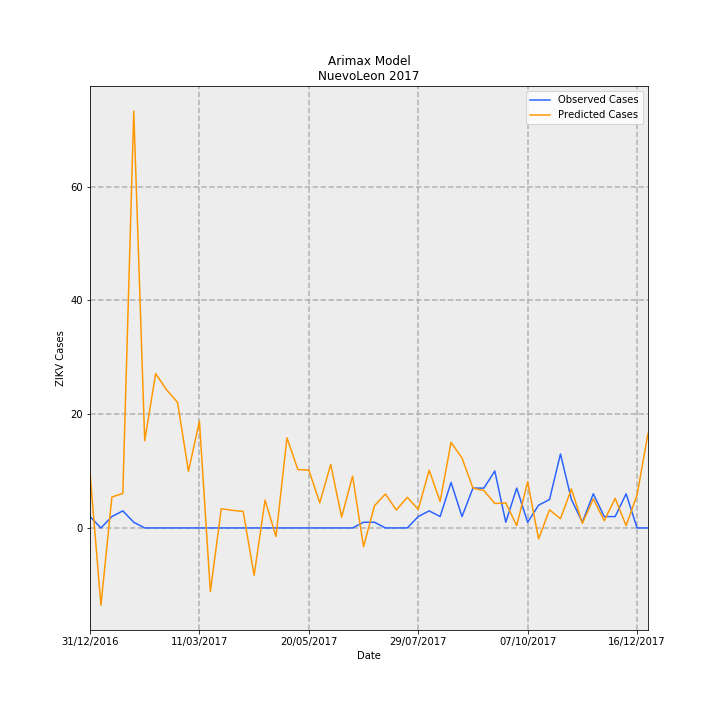 Arimax Model
NuevoLeon 2017
Observed Cases
Predicted Cases
60
40
20
0
ZIKV Cases
31/12/2016
11/03/2017
20/05/2017
29/07/2017
07/10/2017
16/12/2017
Date